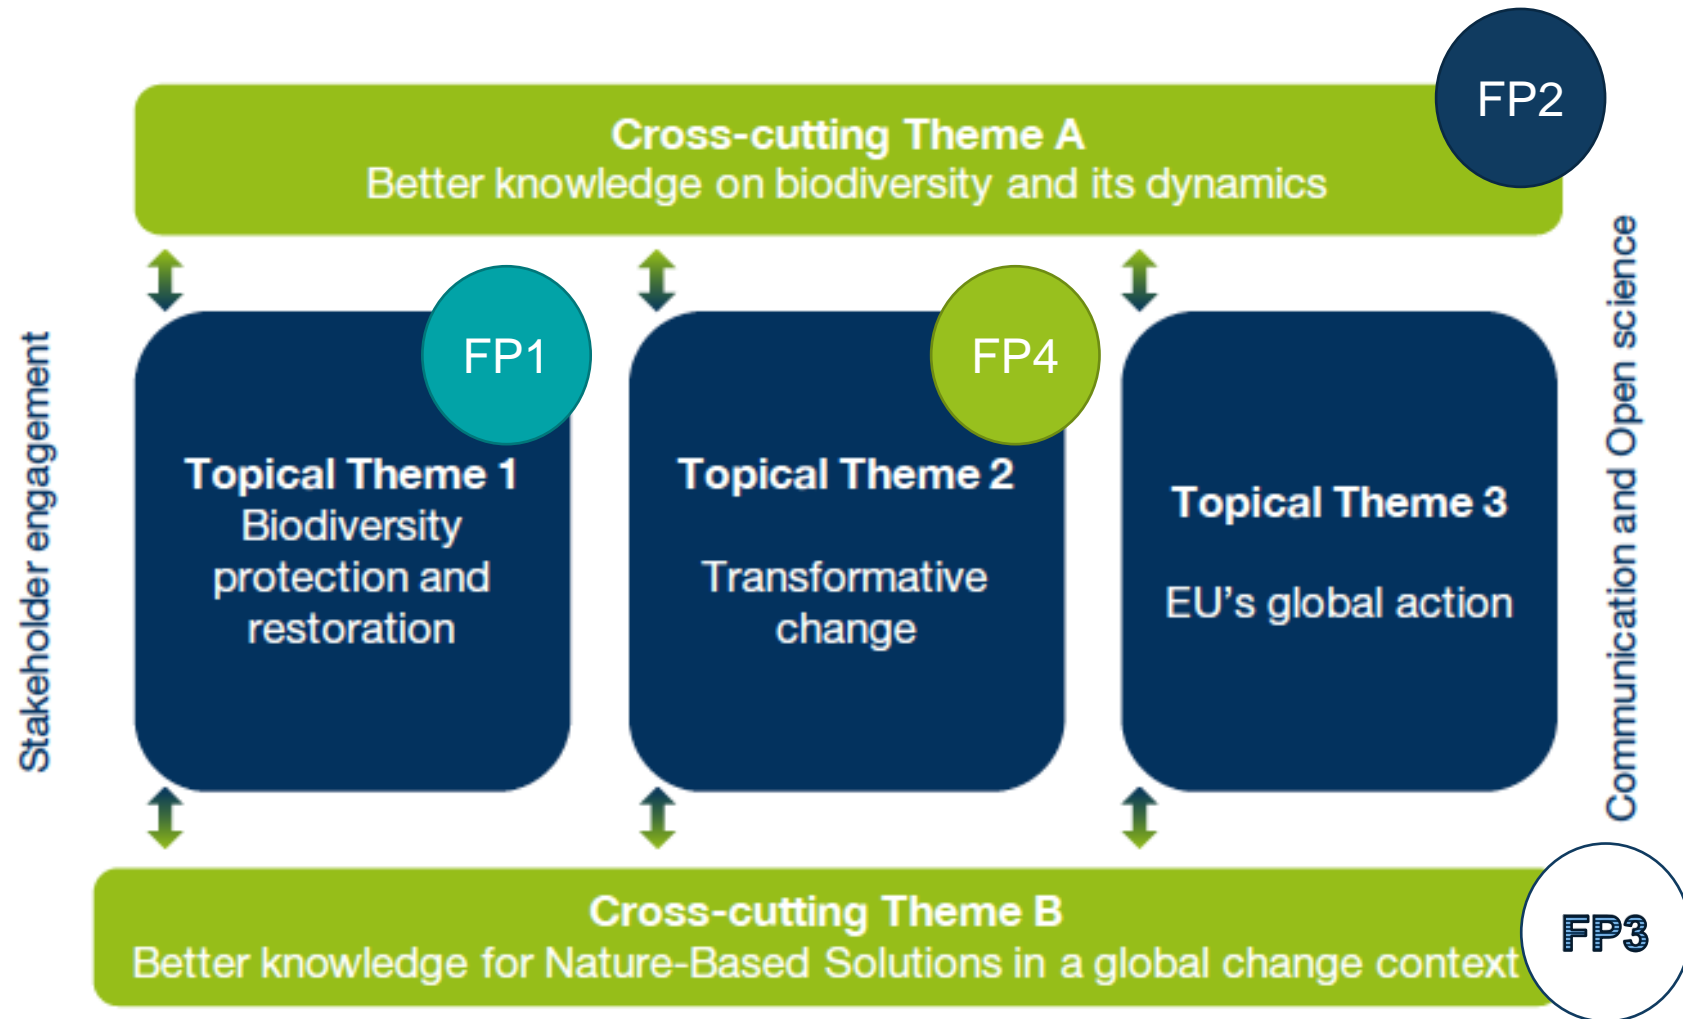 FP2
Cross-cutting Theme A
Better knowledge on biodiversity and its dynamics
Stakeholder engagement
Communication and Open science
FP1
Topical Theme 1
Biodiversity
protection and
restoration
FP4
Topical Theme 2
Transformative
change
Topical Theme 3
EU's global action
Cross-cutting Theme B
Better knowledge for Nature-Based Solutions in a global change context
FP3